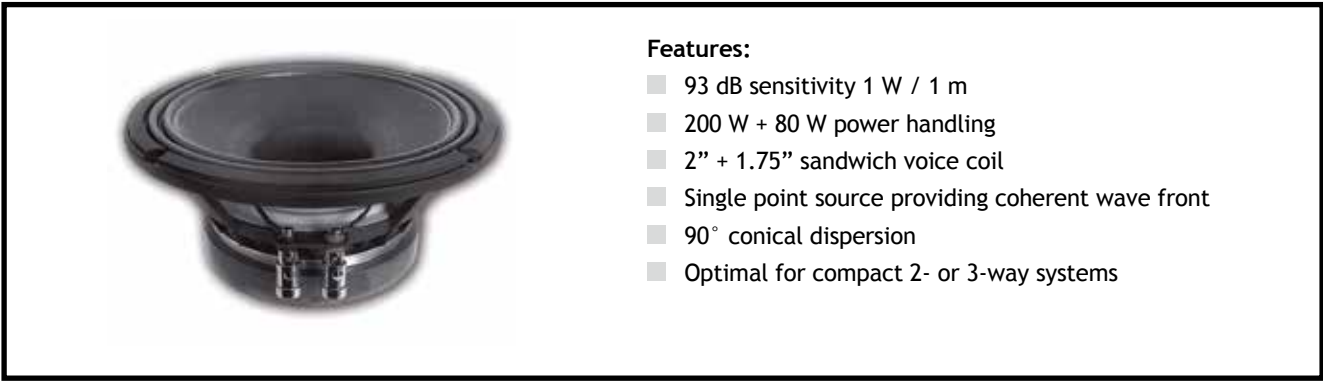 Features:
93 dB sensitivity 1 W / 1 m
200 W + 80 W power handling
2” + 1.75” sandwich voice coil
Single point source providing coherent wave front
90° conical dispersion
Optimal for compact 2- or 3-way systems